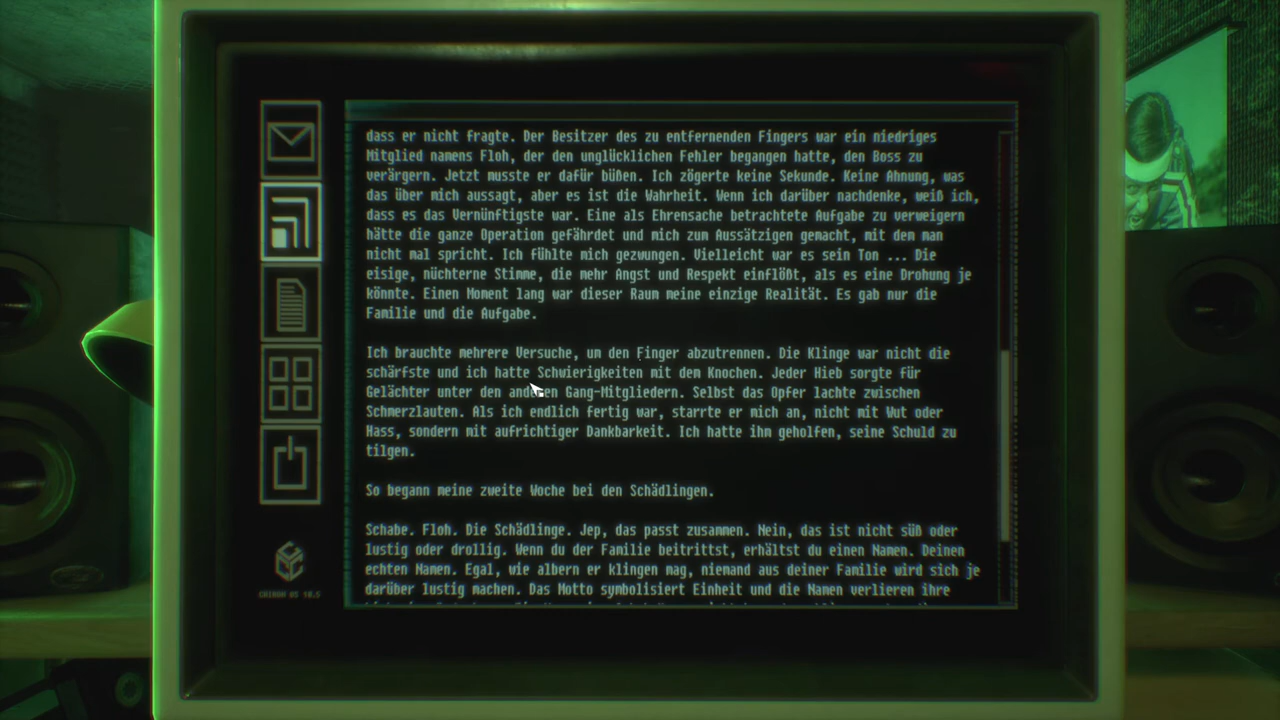 dass er nicht fragte. Der Besitzer des zu entfernenden Fingers war ein niedriges
Mitglied namens Floh, der den unglücklichen Fehler begangen hatte, den Boss zu
verärgern. Jetzt musste er dafür büßen. Ich zögerte keine Sekunde. Keine Ahnung, was
das über mich aussagt, aber es ist die Wahrheit. Wenn ich darüber nachdenke, weiß ich,
dass es das Vernünftigste war. Eine als Ehrensache betrachtete Aufgabe zu verweigern
hätte die ganze Operation gefährdet und mich zum Aussätzigen gemacht, mit dem man
nicht mal spricht. Ich fühlte mich gezwungen. Vielleicht war es sein Ton ... Die
eisige, nüchterne Stimme, die mehr Angst und Respekt einflößt, als es eine Drohung je
könnte. Einen Moment lang war dieser Raum meine einzige Realität. Es gab nur die
Familie und die Aufgabe.
Ich brauchte mehrere Versuche, um den Finger abzutrennen. Die Klinge war nicht die
schärfste und ich hatte Schwierigkeiten mit dem Knochen. Jeder Hieb sorgte für
Gelächter unter den anderen Gang-Mitgliedern. Selbst das Opfer lachte zwischen
Schmerzlauten. Als ich endlich fertig war, starrte er mich an, nicht mit Wut oder
Hass, sondern mit aufrichtiger Dankbarkeit. Ich hatte ihm geholfen, seine Schuld zu
tilgen.
So begann meine zweite Woche bei den Schädlingen.
Schabe. Floh. Die Schädlinge. Jep, das passt zusammen. Nein, das ist nicht süß oder
lustig oder drollig. Wenn du der Familie beitrittst, erhältst du einen Namen. Deinen
echten Namen. Egal, wie albern er klingen mag, niemand aus deiner Familie wird sich je
darüber lustig machen. Das Motto symbolisiert Einheit und die Namen verlieren ihre